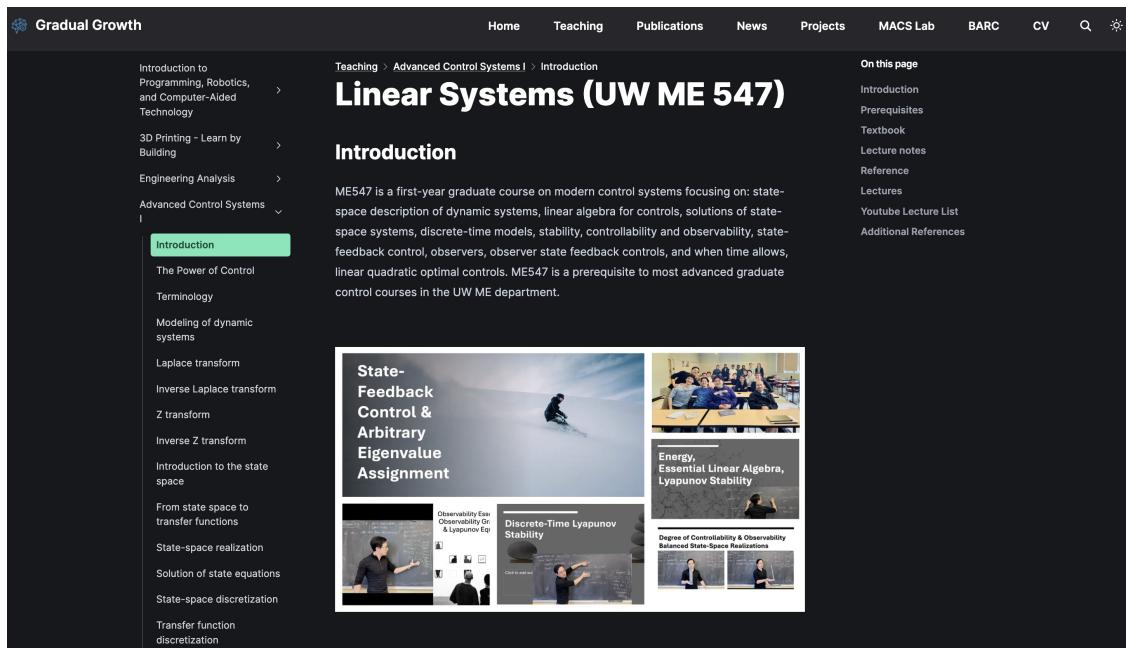 Gradual Growth
Home Teaching Publications News Projects MACS Lab BARC CV
Introduction to
Programming, Robotics,
and Computer-Aided
Technology
3D Printing - Learn by
Building
Engineering Analysis
Advanced Control Systems
I
Introduction
The Power of Control
Terminology
Modeling of dynamic
systems
Laplace transform
Inverse Laplace transform
Z transform
Inverse Z transform
Introduction to the state
space
From state space to
transfer functions
State-space realization
Solution of state equations
State-space discretization
Transfer function
discretization
Teaching > Advanced Control Systems I > Introduction
Linear Systems (UW ME 547)
Introduction
ME547 is a first-year graduate course on modern control systems focusing on: state-
space description of dynamic systems, linear algebra for controls, solutions of state-
space systems, discrete-time models, stability, controllability and observability, state-
feedback control, observers, observer state feedback controls, and when time allows,
linear quadratic optimal controls. ME547 is a prerequisite to most advanced graduate
control courses in the UW ME department.
State-
Feedback
Control &
Arbitrary
Eigenvalue
Assignment
Energy,
Essential Linear Algebra,
Lyapunov Stability
Observability Esse
Observability Gr
& Lyapunov Equ
Discrete-Time Lyapunov
Stability
Degree of Controllability & Observability
Balanced State-Space Realizations
On this page
Introduction
Prerequisites
Textbook
Lecture notes
Reference
Lectures
Youtube Lecture List
Additional References